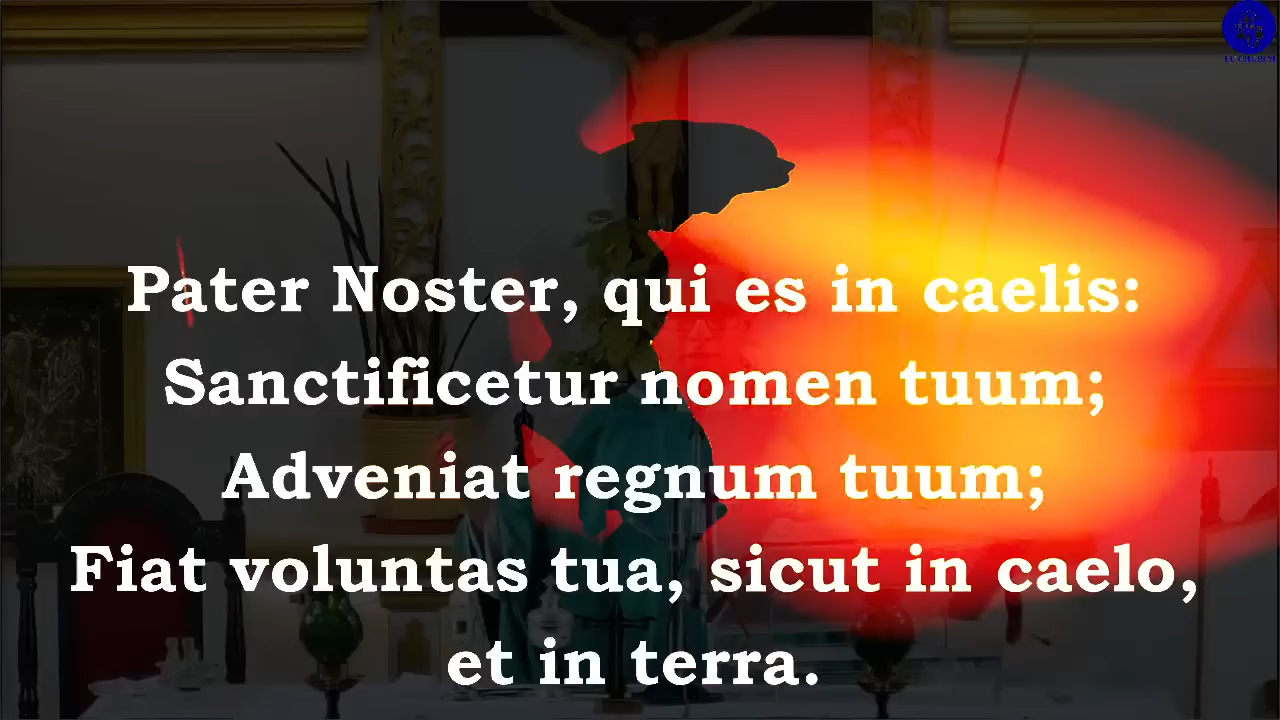 Pater Noster, qui es in caelis:
Sanctificetur nomen tuum;
Adveniat regnum tuum;
Fiat voluntas tua, sicut in caelo,
et in terra.